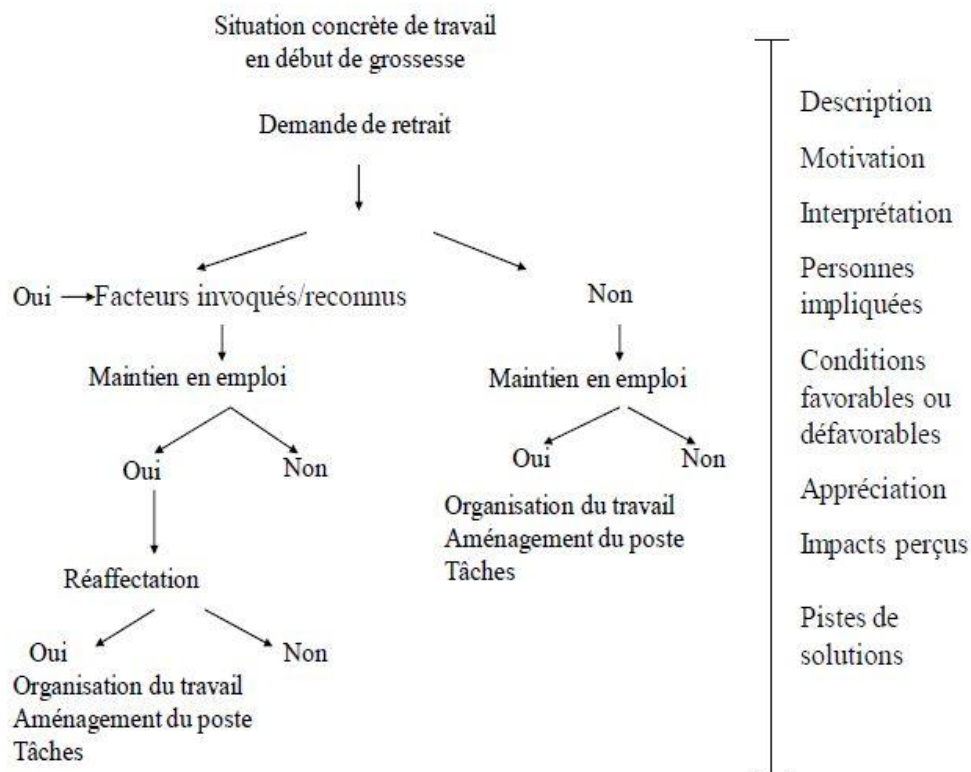 Situation concrète de travail
en début de grossesse
Demande de retrait
Oui
Facteurs invoqués/reconnus
Non
Maintien en emploi
Maintien en emploi
Oui
Non
Oui
Non
Organisation du travail
Aménagement du poste
Tâches
Réaffectation
Oui
Non
Organisation du travail
Aménagement du poste
Tâches
Description
Motivation
Interprétation
Personnes
impliquées
Conditions
favorables ou
défavorables
Appréciation
Impacts perçus
Pistes de
solutions